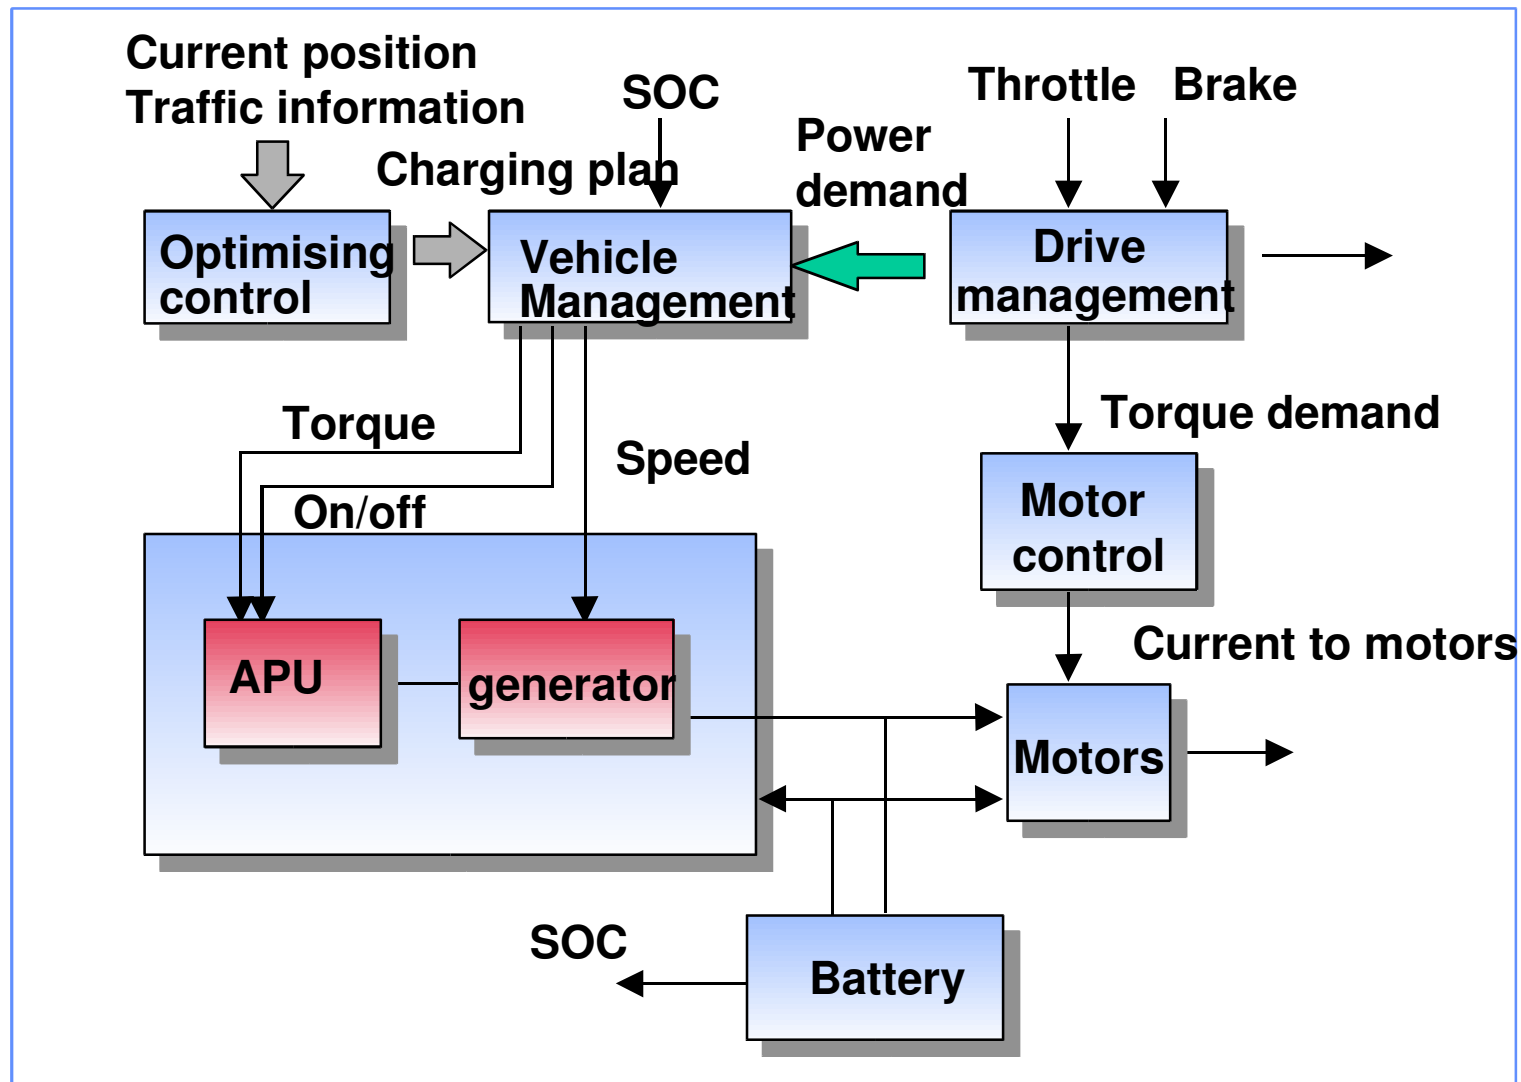 Current position
Traffic information
SOC
Throttle
Brake
Power
demand
Charging plan
Optimising
control
Vehicle
Management
Drive
management
Torque
Speed
Torque demand
On/off
Motor
control
APU
generator
Current to motors
Motors
SOC
Battery